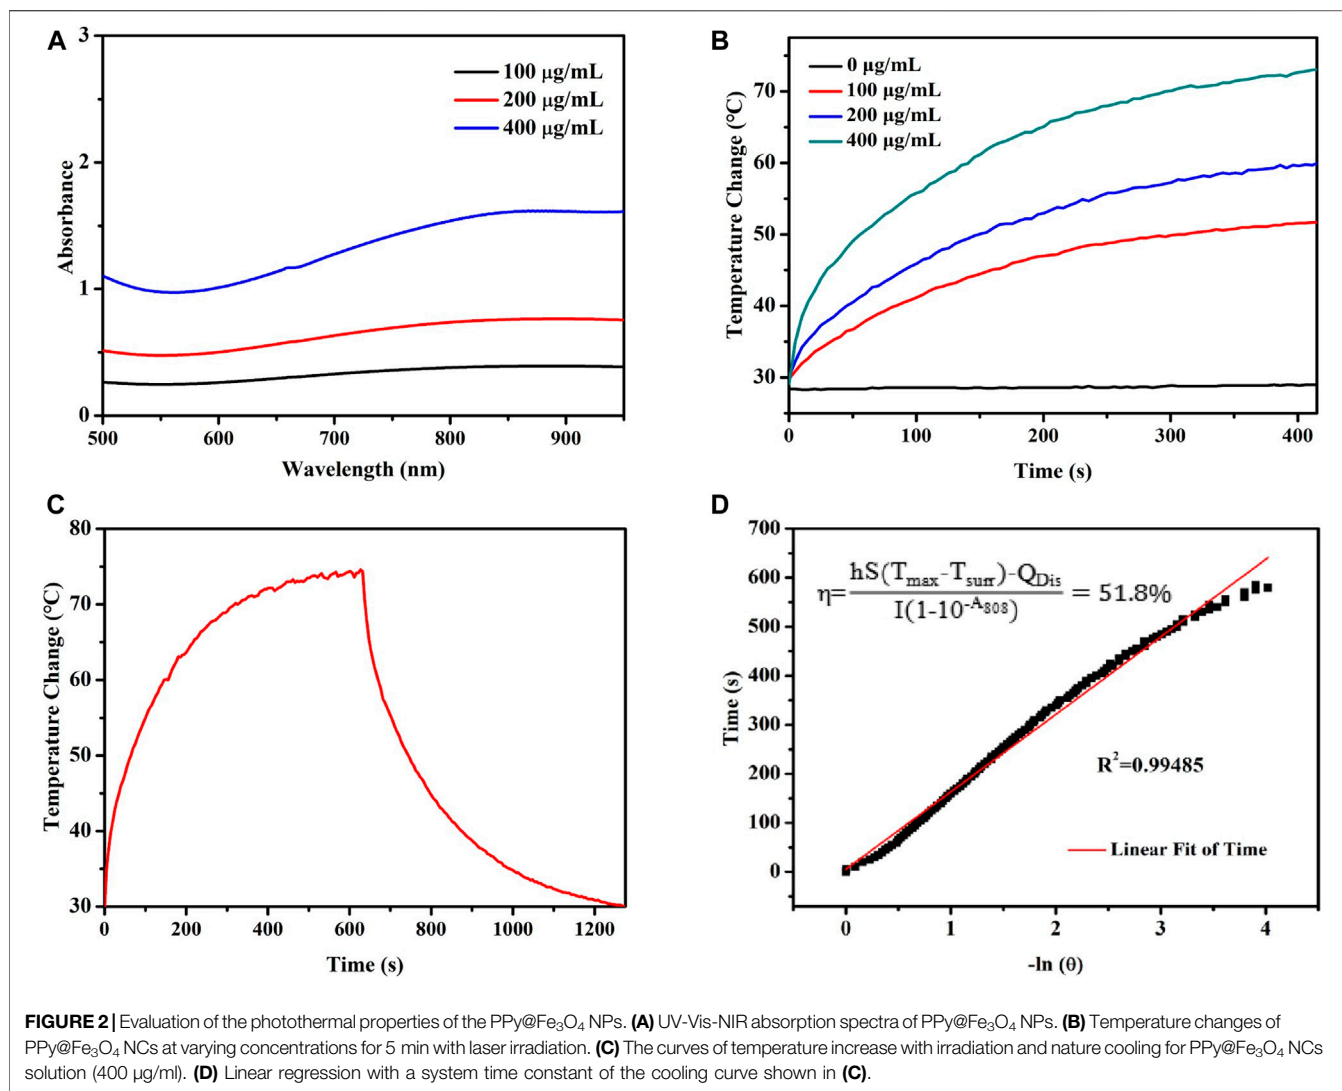 A
3
2
1
0
Absorbance
500
600
700
800
900
Wavelength (nm)
100 μg/mL
200 μg/mL
400 μg/mL
B
70
60
50
40
30
Temperature Change (°C)
0
100
200
300
400
Time (s)
0 μg/mL
100 μg/mL
200 μg/mL
400 μg/mL
C
80
70
60
50
40
30
Temperature Change (°C)
0
200
400
600
800
1000
1200
Time (s)
D
700
600
500
400
300
200
100
0
Time (s)
0
1
2
3
4
-ln (θ)
η=hS(Tmax-Tsurr)-QDis/I(1-10^-A808) = 51.8%
R²=0.99485
Linear Fit of Time
FIGURE 2 | Evaluation of the photothermal properties of the PPy@Fe₃O₄ NPs. (A) UV-Vis-NIR absorption spectra of PPy@Fe₃O₄ NPs. (B) Temperature changes of
PPy@Fe₃O₄ NCs at varying concentrations for 5 min with laser irradiation. (C) The curves of temperature increase with irradiation and nature cooling for PPy@Fe₃O₄ NCs
solution (400 μg/ml). (D) Linear regression with a system time constant of the cooling curve shown in (C).